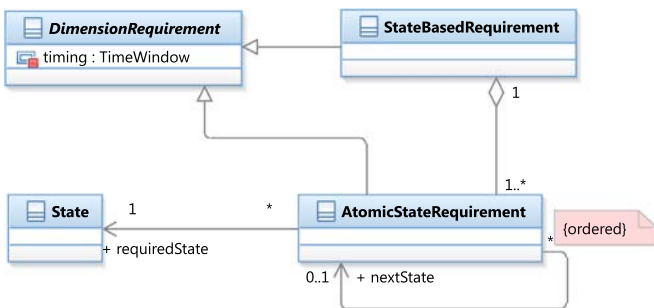 DimensionRequirement
timing : TimeWindow
StateBasedRequirement
1
1..*
State
1
*
+ requiredState
AtomicStateRequirement
{ordered}
*
0..1
+ nextState